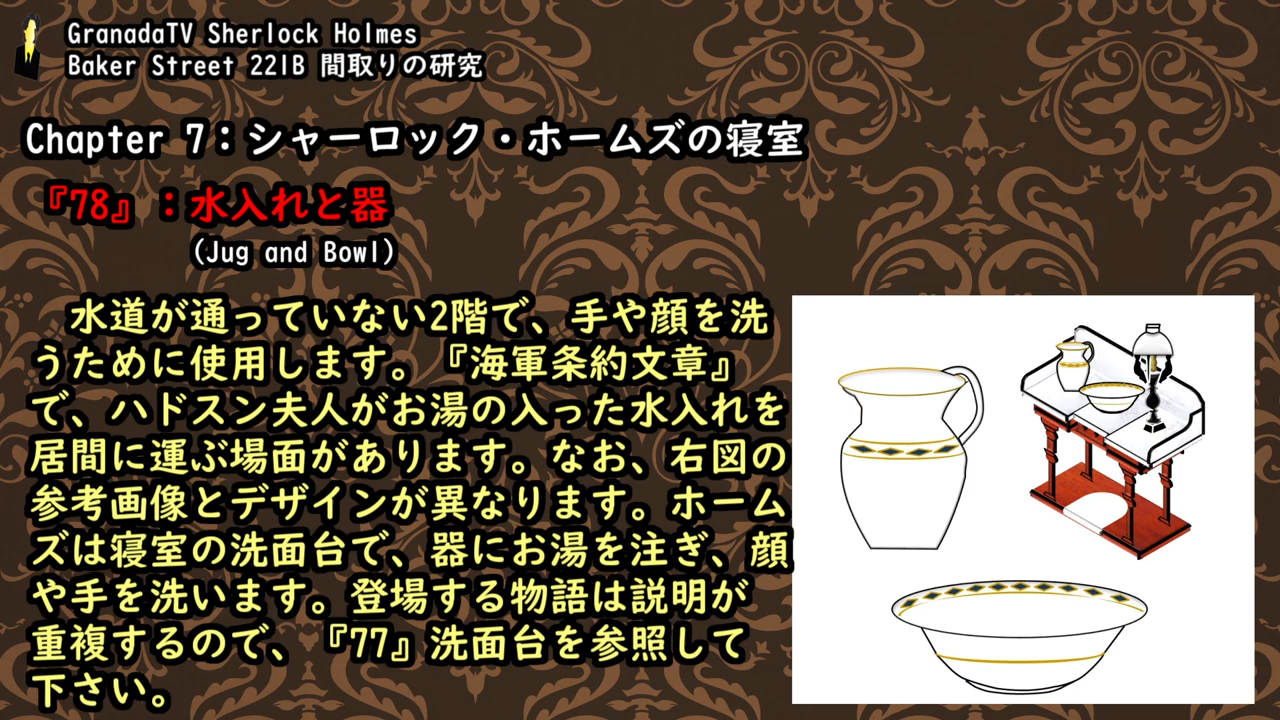 GranadaTV Sherlock Holmes
Baker Street 221B 間取りの研究
Chapter 7：シャーロック・ホームズの寝室
『78』：水入れと器
(Jug and Bowl)
水道が通っていない2階で、手や顔を洗
うために使用します。『海軍条約文章』
で、ハドスン夫人がお湯の入った水入れを
居間に運ぶ場面があります。なお、右図の
参考画像とデザインが異なります。ホーム
ズは寝室の洗面台で、器にお湯を注ぎ、顔
や手を洗います。登場する物語は説明が
重複するので、『77』洗面台を参照して
下さい。